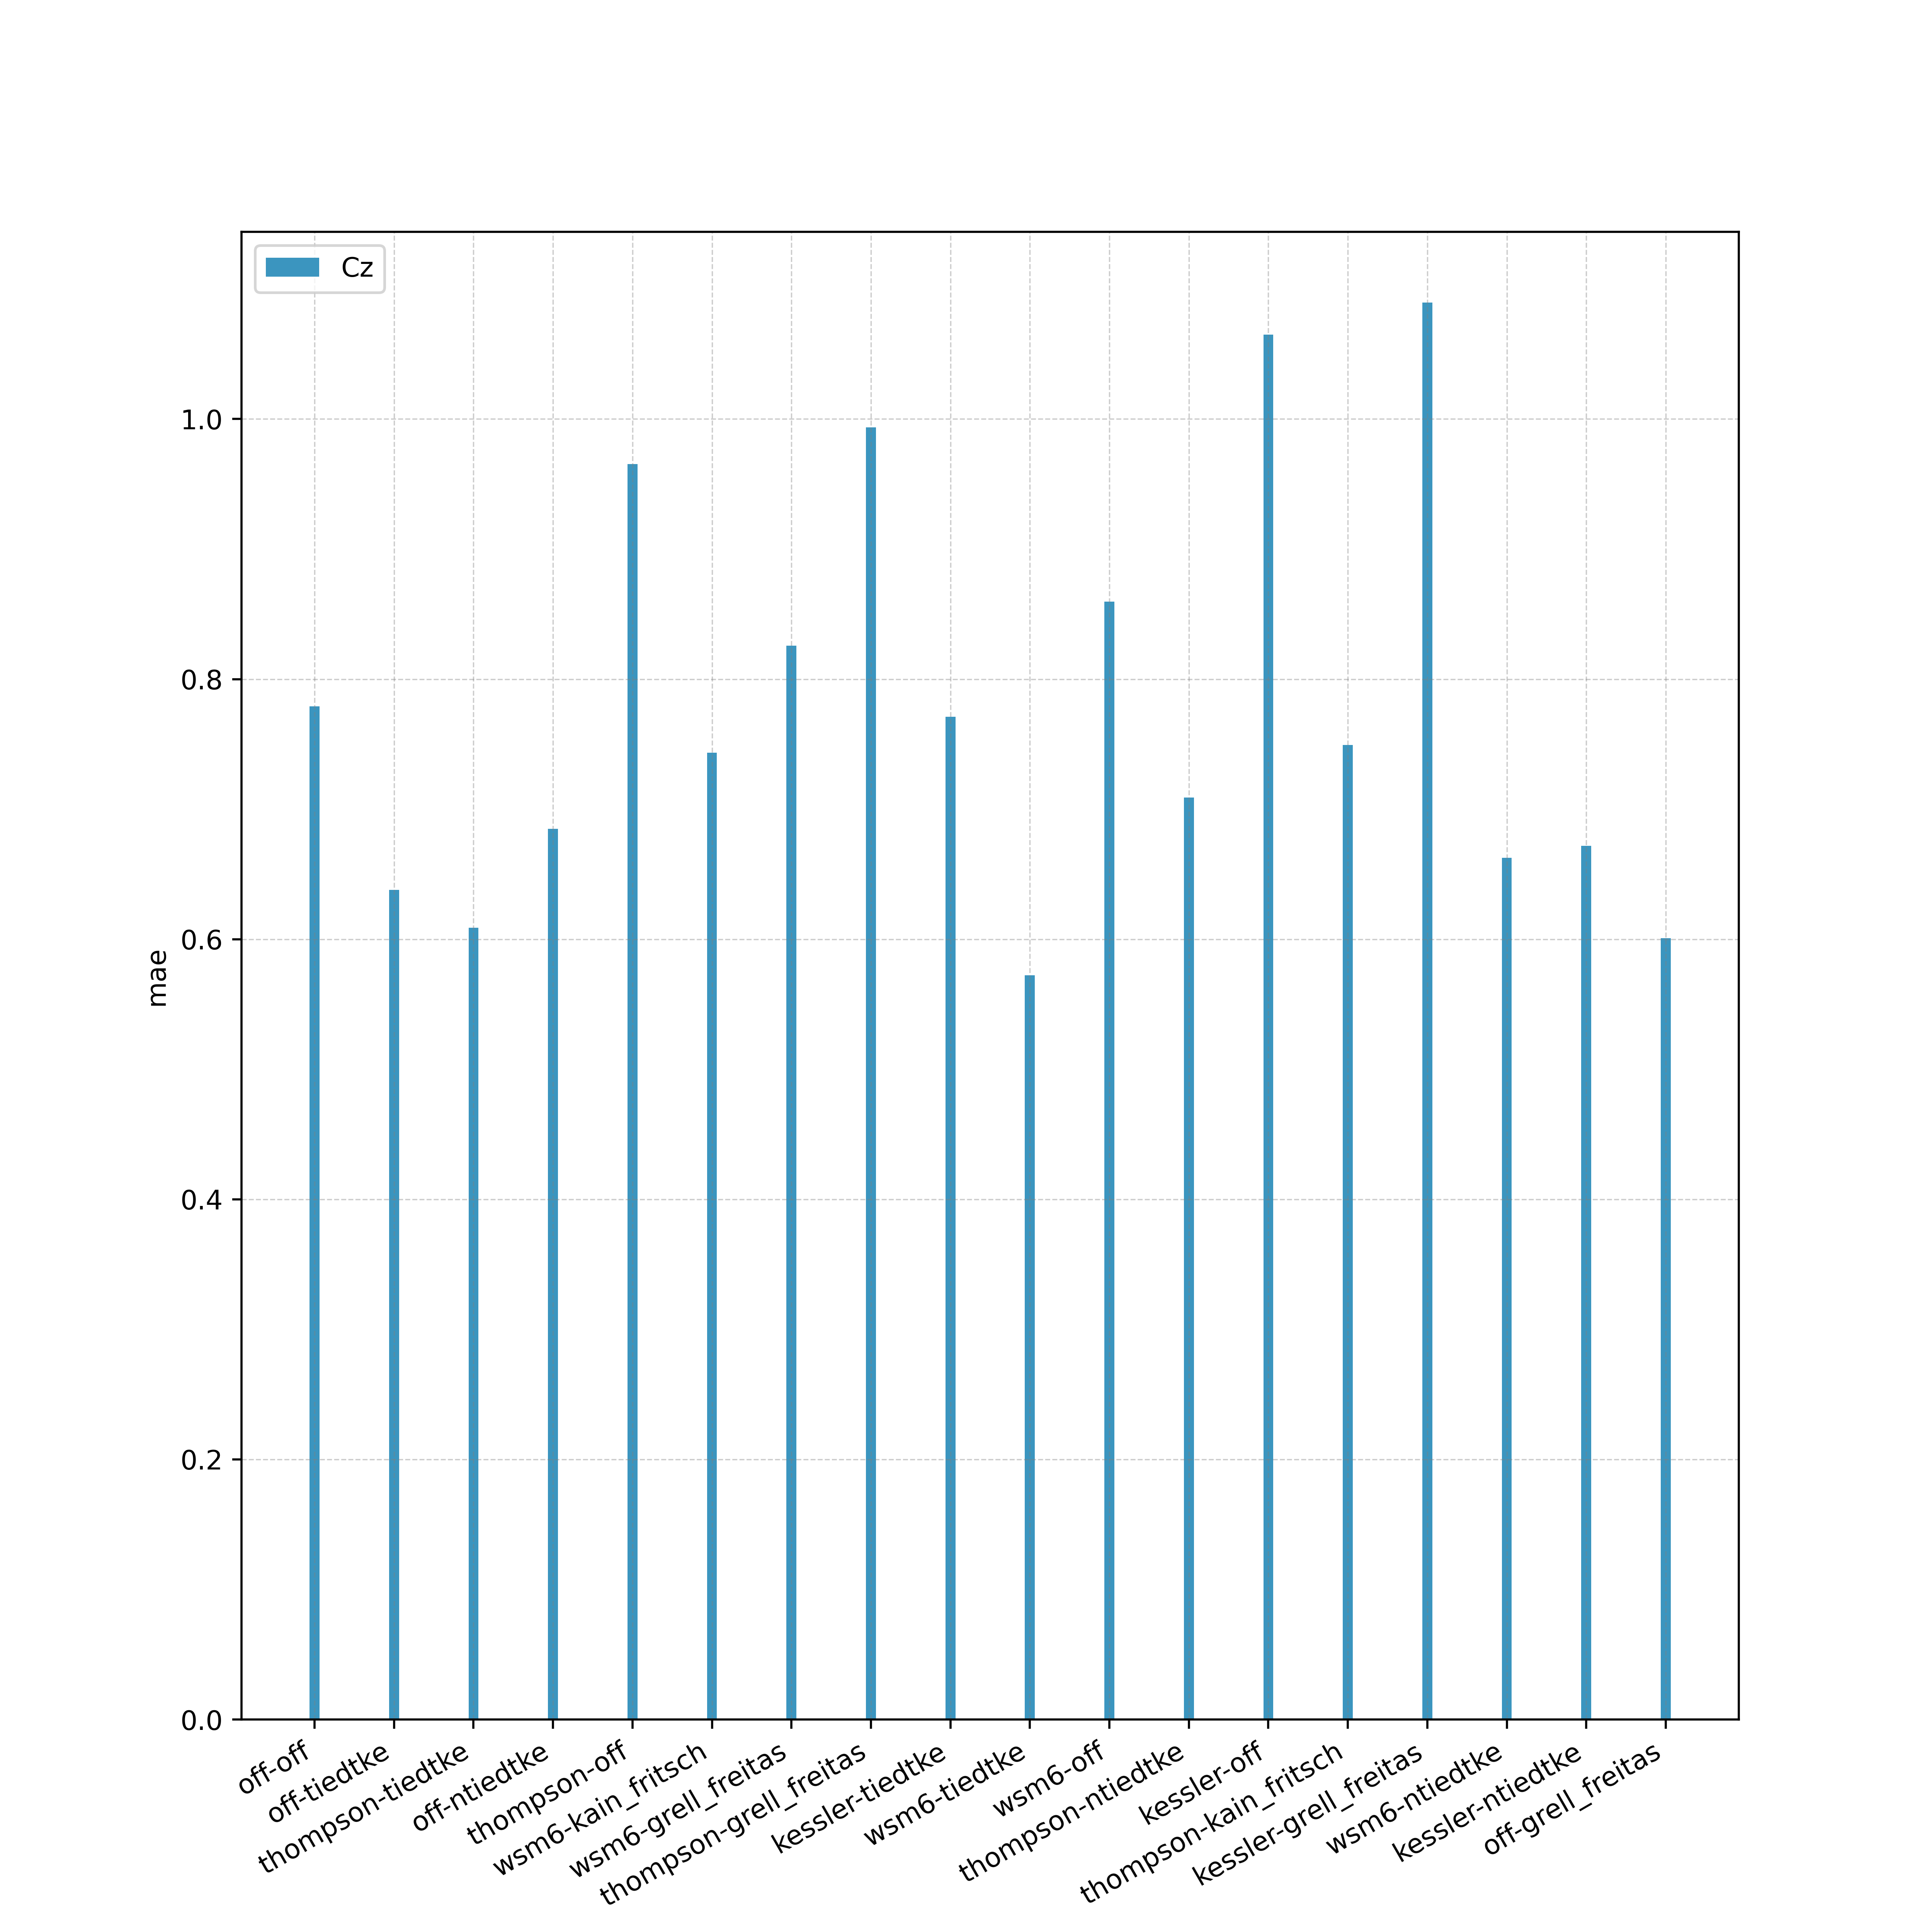 Cz
mae
1.0
0.8
0.6
0.4
0.2
0.0
off-off
off-tiedtke
thompson-tiedtke
off-ntiedtke
thompson-off
wsm6-kain_fritsch
wsm6-grell_freitas
thompson-grell_freitas
kessler-tiedtke
wsm6-tiedtke
wsm6-off
thompson-ntiedtke
kessler-off
thompson-kain_fritsch
kessler-grell_freitas
wsm6-ntiedtke
kessler-ntiedtke
off-grell_freitas